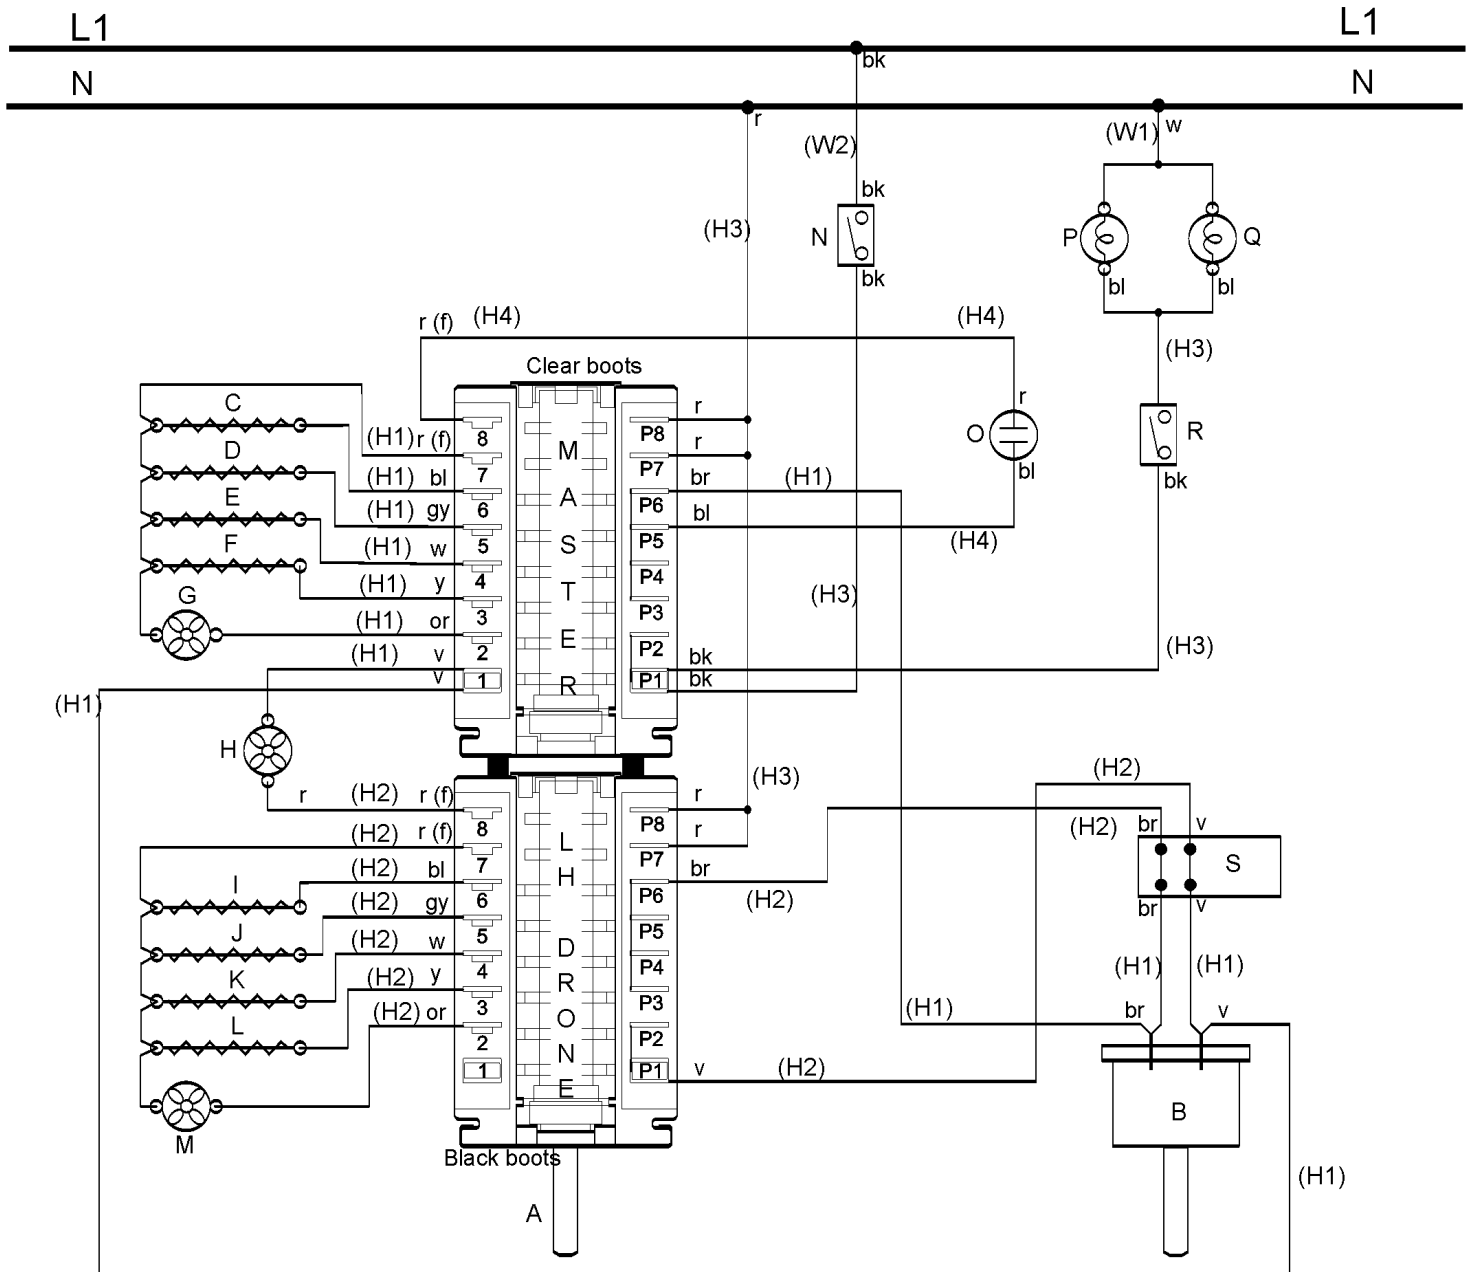 L1 L1
N N
bk
r
(W1) w
(W2)
bk
(H3) N P Q
bk bl bl
r (f) (H4) (H4)
(H3)
Clear boots
C r r
(H1) r (f) 8 P8 O R
D r
(H1) bl 7 P7 br (H1) bl bk
E
(H1) gy 6 P6 bl
F
(H1) w 5 P5 (H4)
G (H1) y 4 P4 (H3)
(H1) or 3 P3
(H1) v 2 P2 bk (H3)
v 1 P1 bk
MASTER
(H1)
H
(H3) (H2)
r (H2) r (f) 8 P8 r
(H2) r (f) 7 P7 r (H2) br v
I (H2) bl 6 P6 br S
J (H2) gy 5 P5 (H2) br v
K (H2) w 4 P4 (H1) (H1)
L (H2) y 3 P3 (H1) br v
(H2) or 2 P2
1 P1 v (H2)
LH DRONE
M B
Black boots
(H1)
A